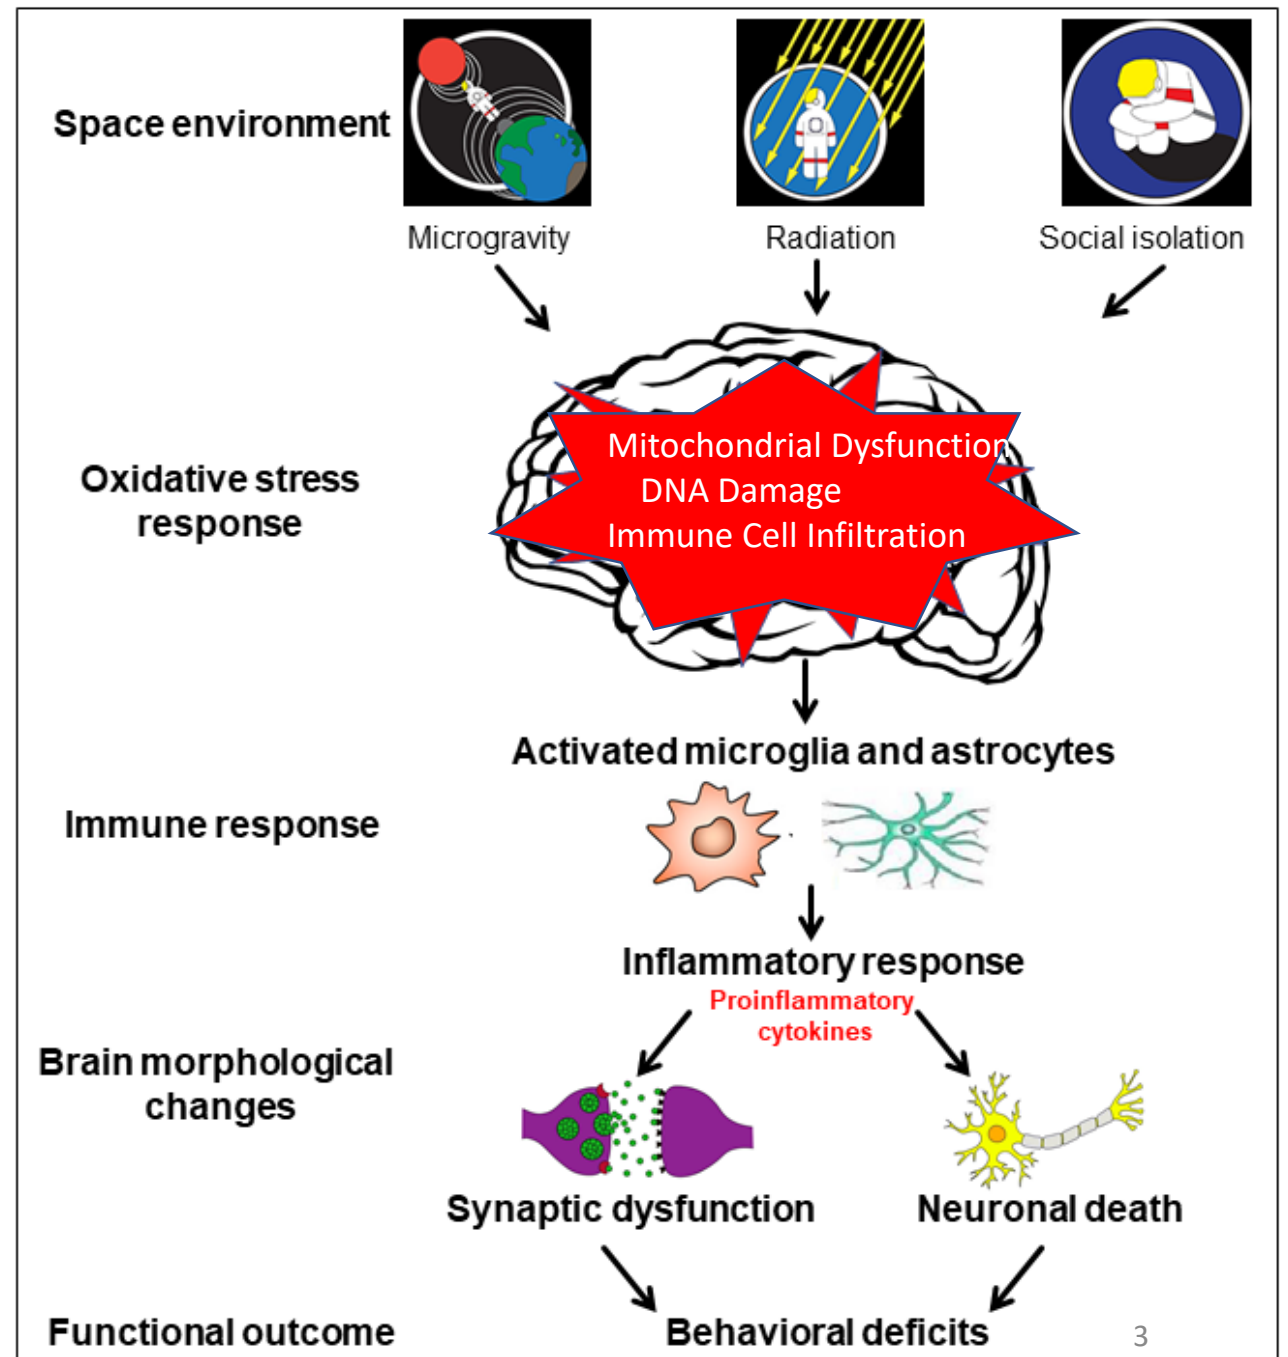 Space environment
Microgravity
Radiation
Social isolation
Oxidative stress
response
Mitochondrial Dysfunction
DNA Damage
Immune Cell Infiltration
Activated microglia and astrocytes
Immune response
Inflammatory response
Proinflammatory
cytokines
Brain morphological
changes
Synaptic dysfunction
Neuronal death
Functional outcome
Behavioral deficits
3